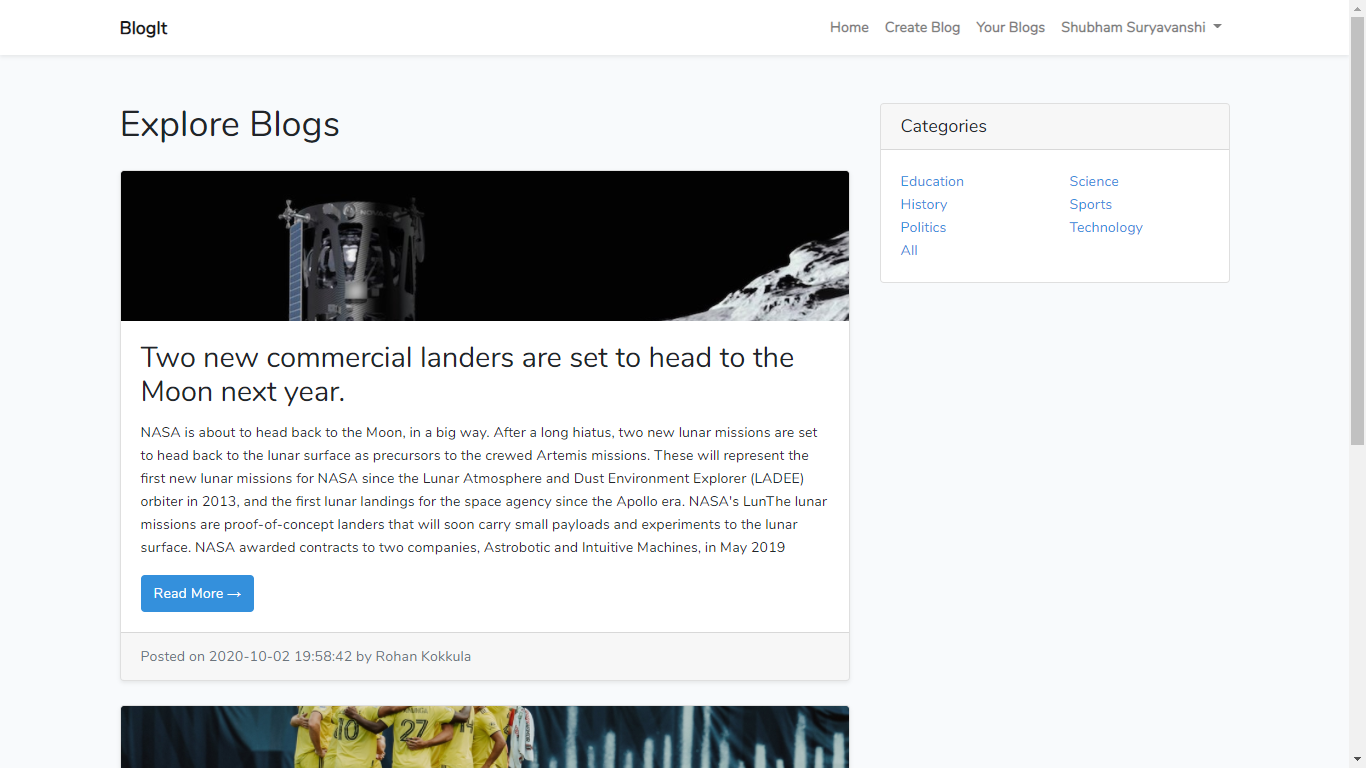 BlogIt
Home Create Blog Your Blogs Shubham Suryavanshi
Explore Blogs
NOVA-C
Two new commercial landers are set to head to the
Moon next year.
NASA is about to head back to the Moon, in a big way. After a long hiatus, two new lunar missions are set
to head back to the lunar surface as precursors to the crewed Artemis missions. These will represent the
first new lunar missions for NASA since the Lunar Atmosphere and Dust Environment Explorer (LADEE)
orbiter in 2013, and the first lunar landings for the space agency since the Apollo era. NASA's LunThe lunar
missions are proof-of-concept landers that will soon carry small payloads and experiments to the lunar
surface. NASA awarded contracts to two companies, Astrobotic and Intuitive Machines, in May 2019
Read More →
Posted on 2020-10-02 19:58:42 by Rohan Kokkula
10 27 14
Categories
Education Science
History Sports
Politics Technology
All